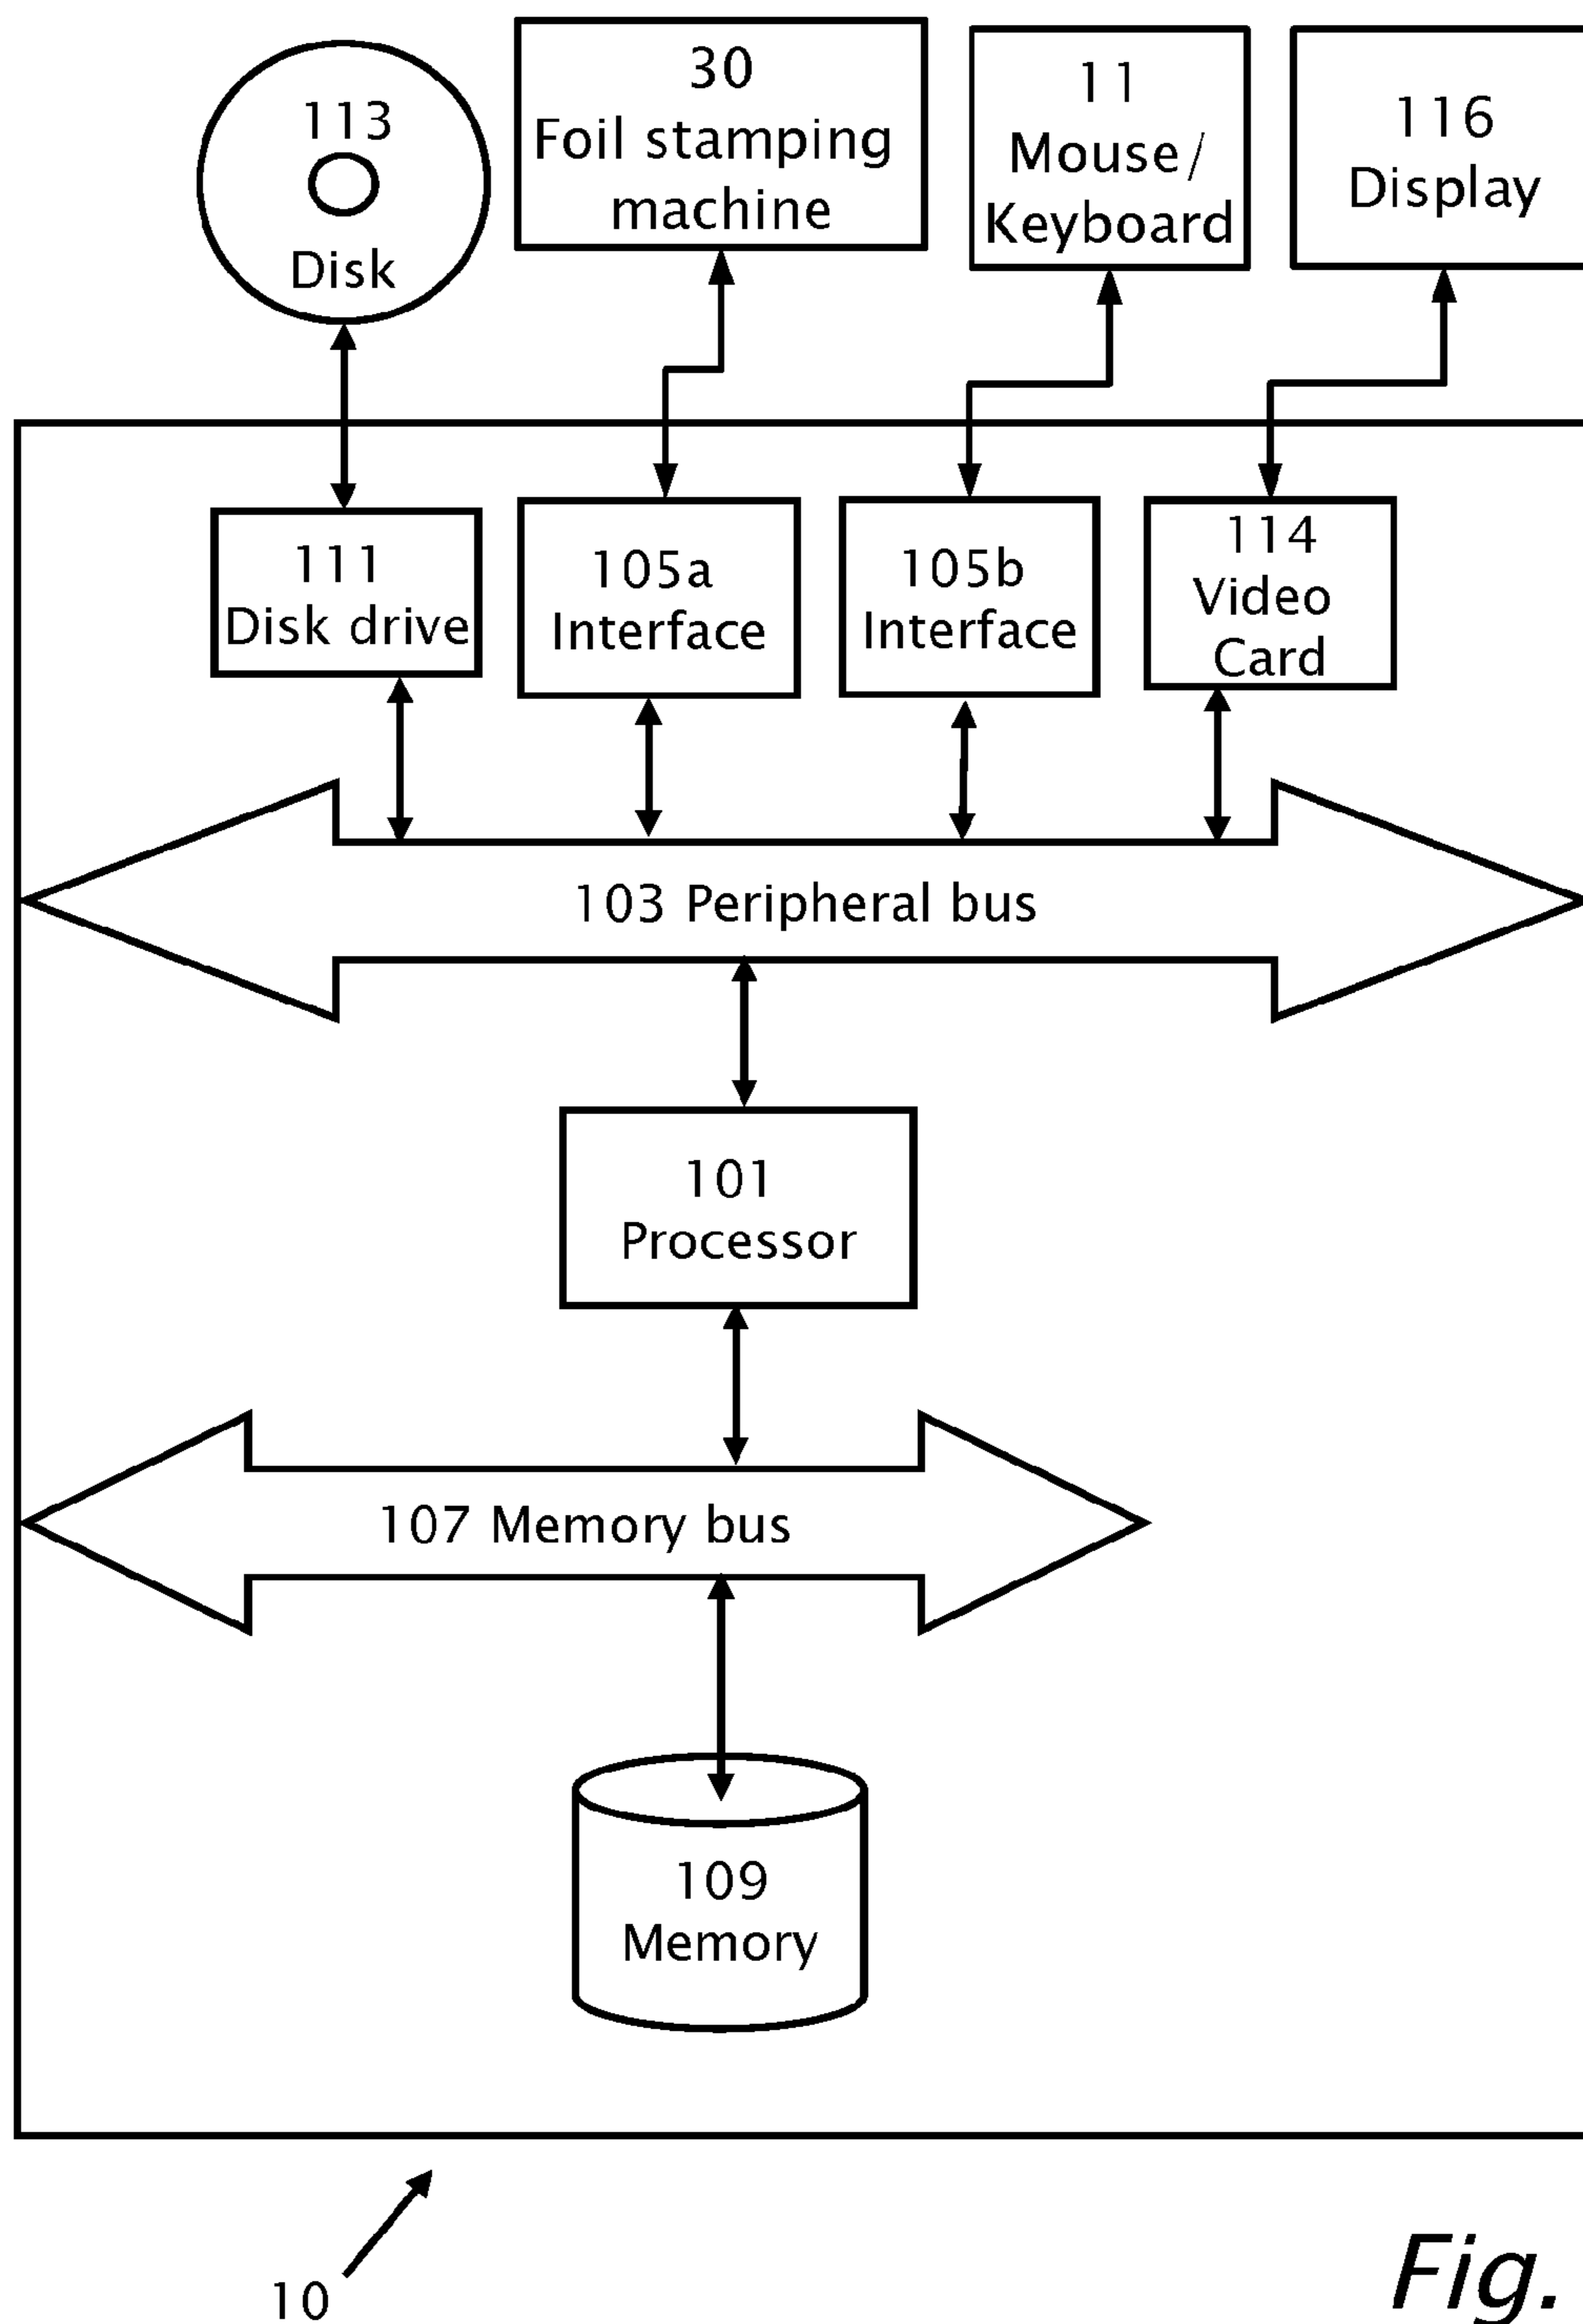 113
Disk
30
Foil stamping
machine
11
Mouse/
Keyboard
116
Display
111
Disk drive
105a
Interface
105b
Interface
114
Video
Card
103 Peripheral bus
101
Processor
107 Memory bus
109
Memory
10
Fig.